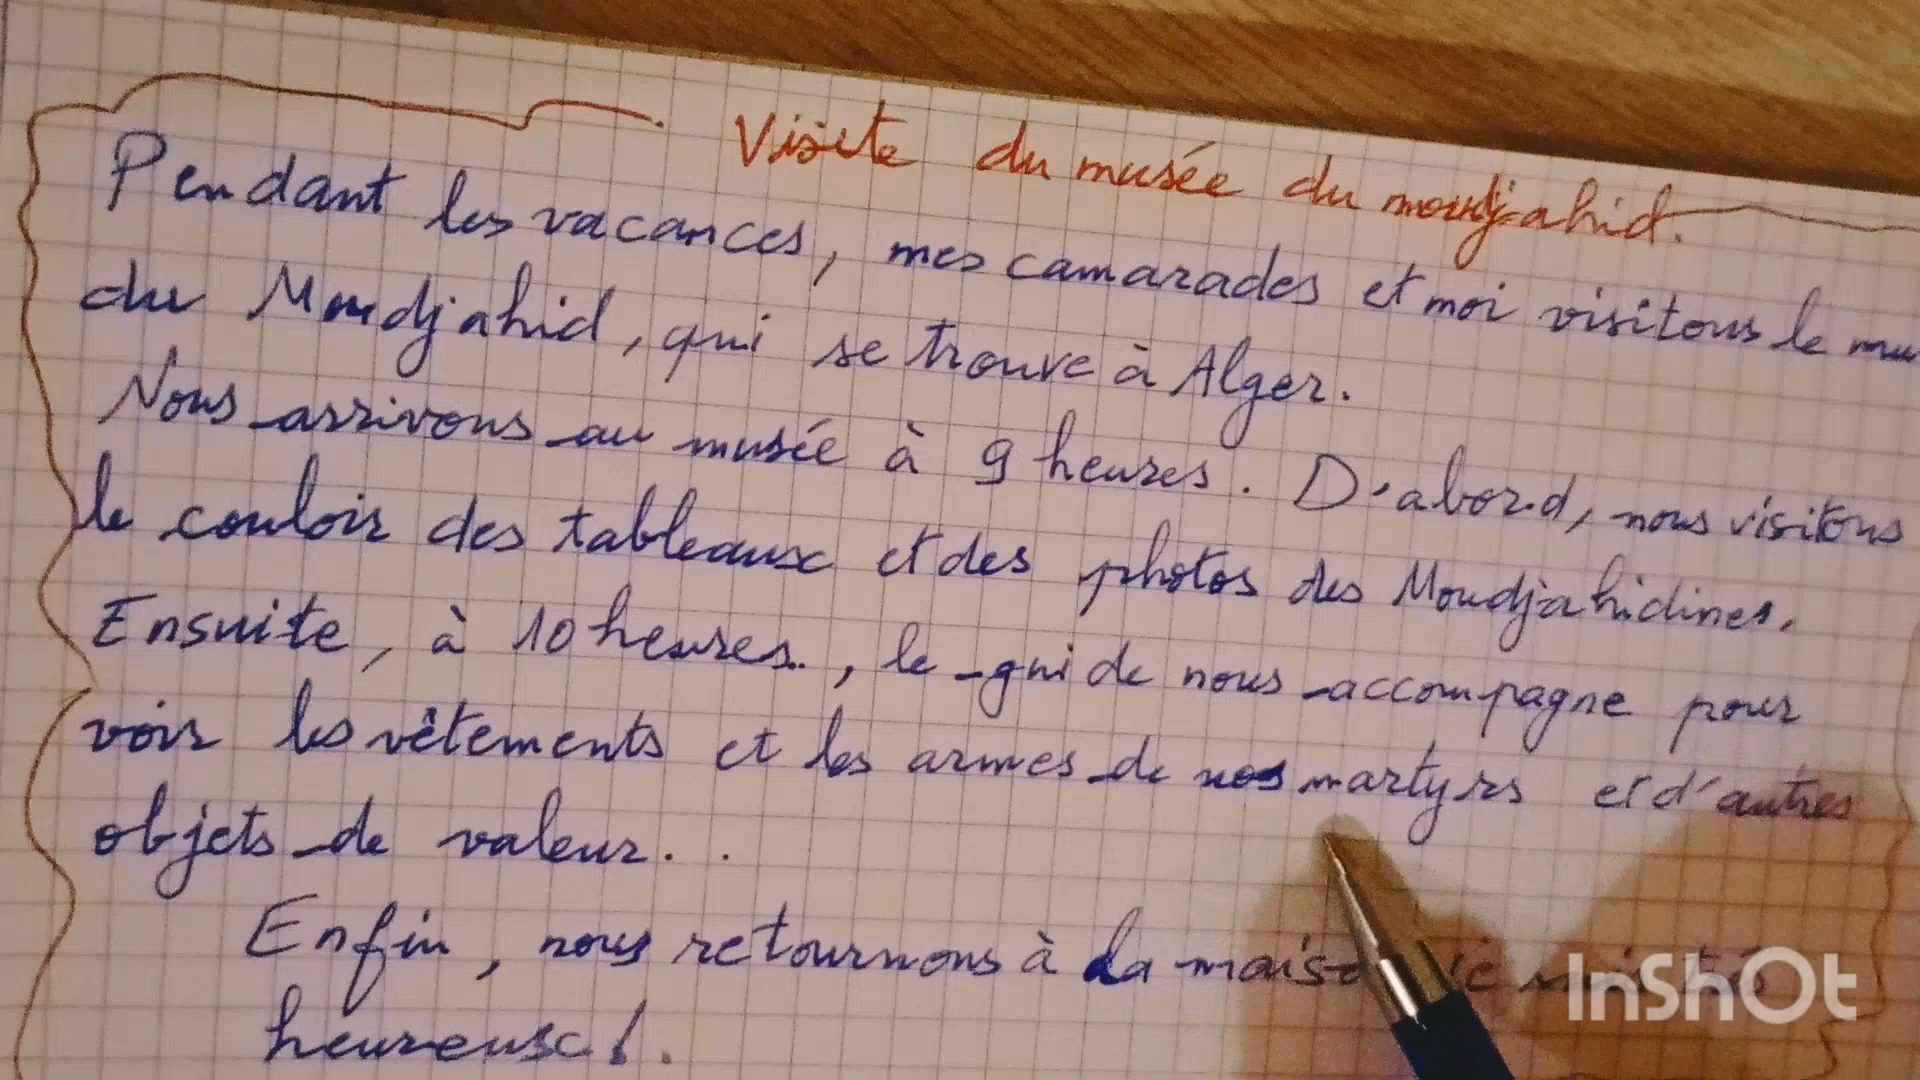 Visite du musée du moudjahid.
Pendant les vacances, mes camarades et moi visitons le mu
du Moudjahid, qui se trouve à Alger.
Nous arrivons au musée à 9 heures. D'abord, nous visitons
le couloir des tableaux et des photos des Moudjahidines.
Ensuite, à 10 heures., le guide nous accompagne pour
voir les vêtements et les armes de nos martyrs et d'autres
objets de valeur. .
Enfin, nous retournons à la
heureux!.
InShOt